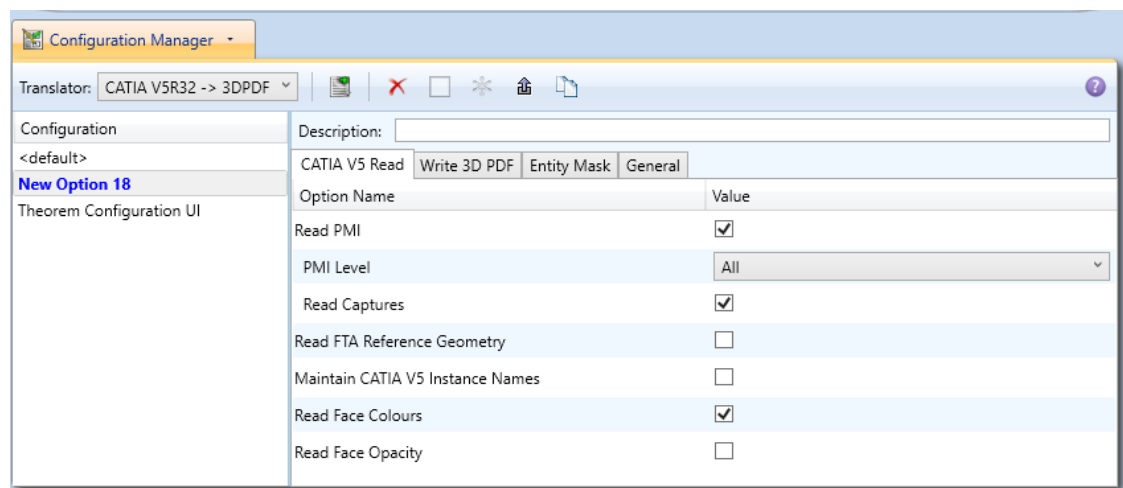 Configuration Manager
Translator: CATIA V5R32 -> 3DPDF
Configuration
<default>
New Option 18
Theorem Configuration UI
Description:
CATIA V5 Read Write 3D PDF Entity Mask General
Option Name Value
Read PMI
PMI Level All
Read Captures
Read FTA Reference Geometry
Maintain CATIA V5 Instance Names
Read Face Colours
Read Face Opacity